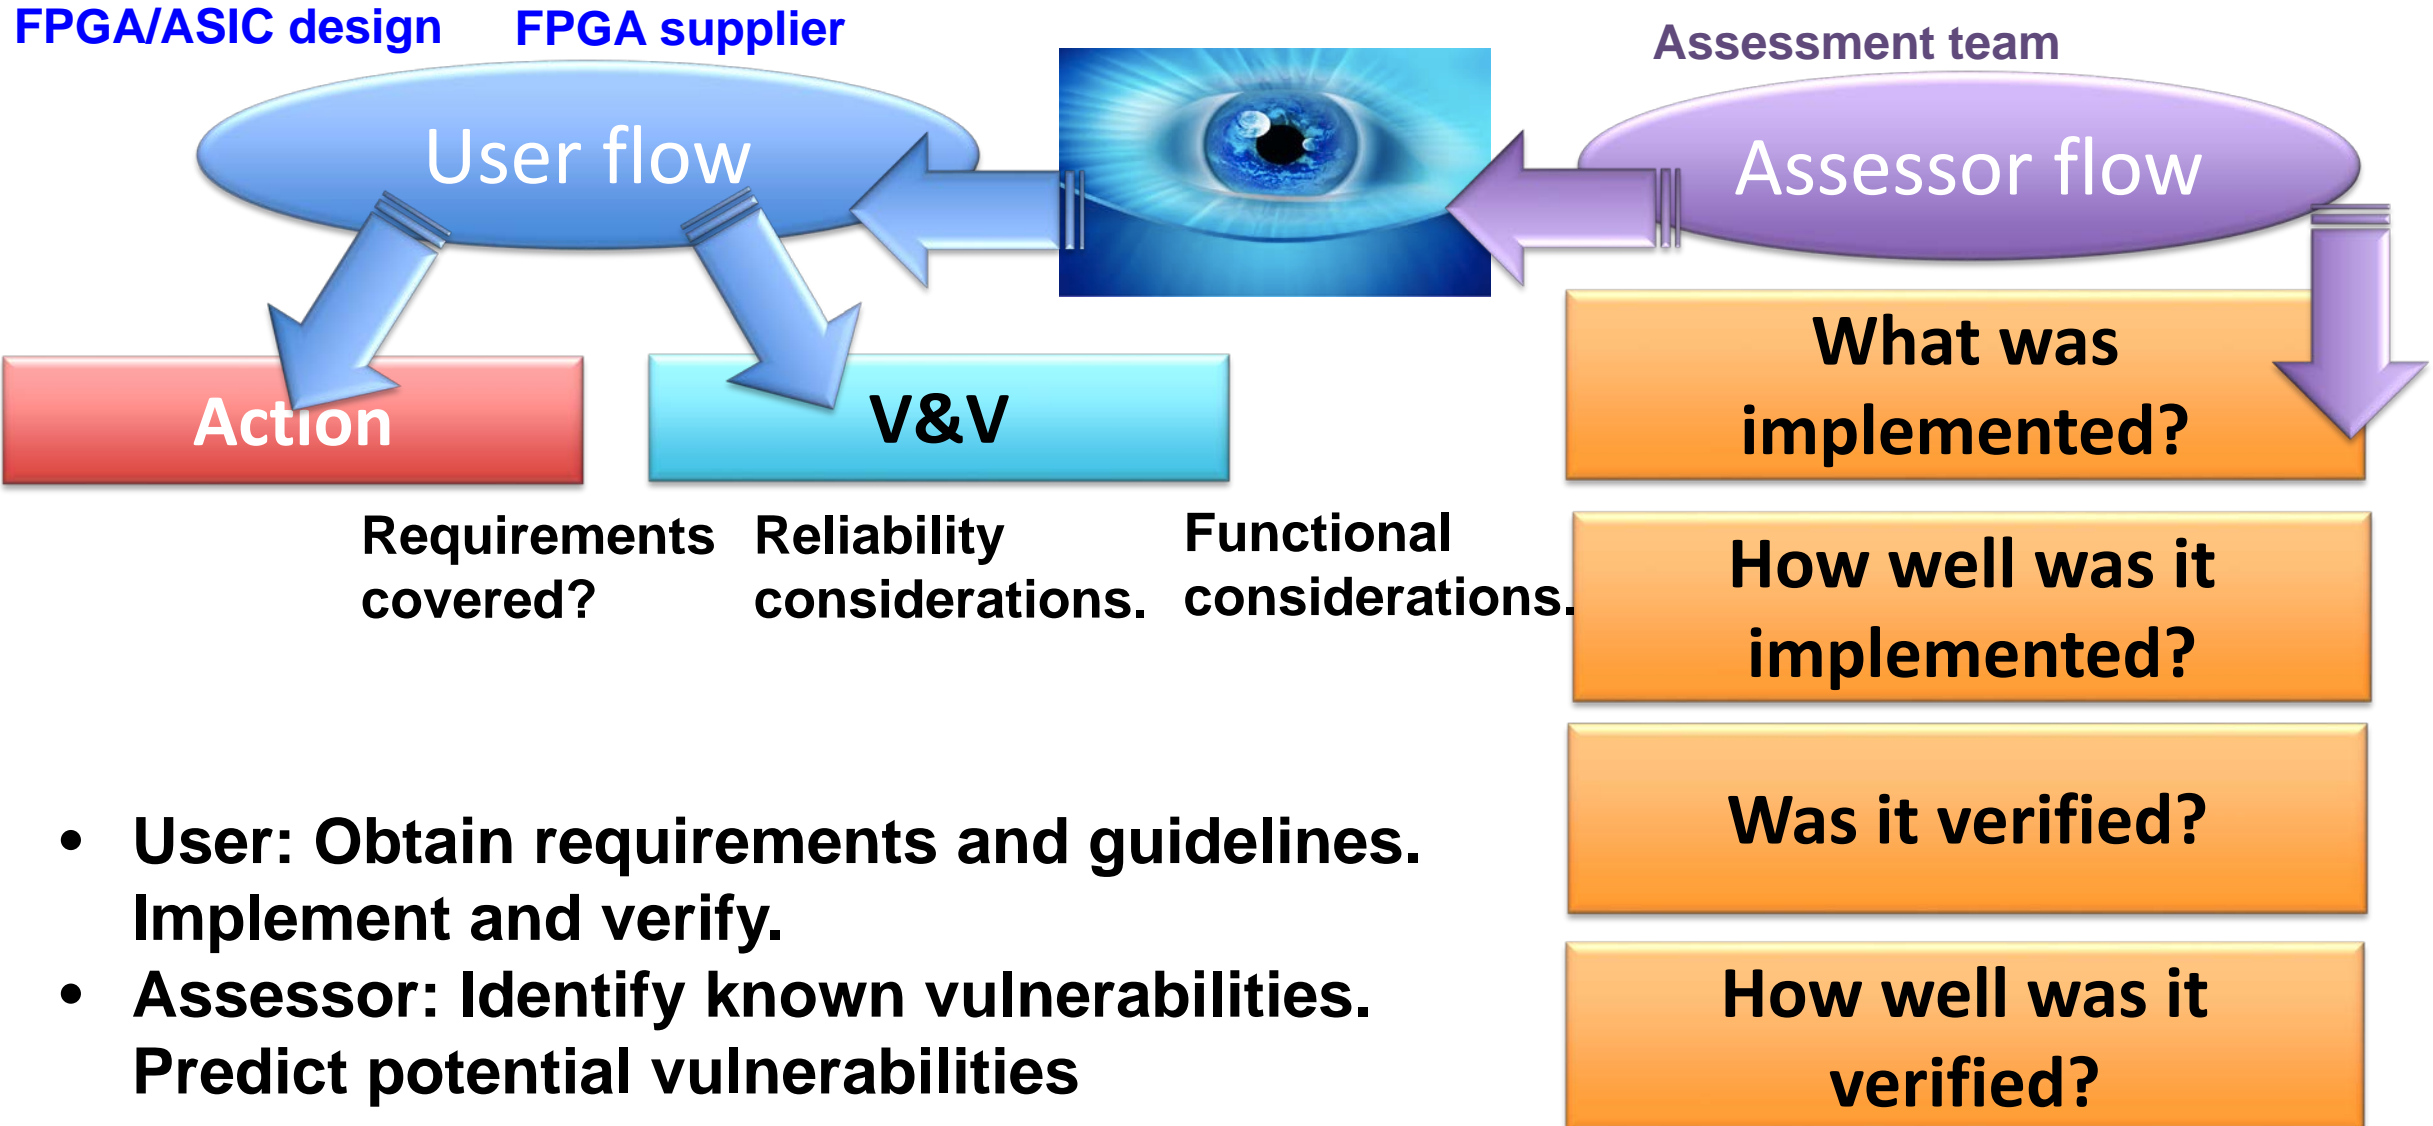 FPGA/ASIC design
FPGA supplier
Assessment team
User flow
Assessor flow
Action
V&V
What was
implemented?
Requirements
covered?
Reliability
considerations.
Functional
considerations.
How well was it
implemented?
Was it verified?
How well was it
verified?
• User: Obtain requirements and guidelines.
Implement and verify.
• Assessor: Identify known vulnerabilities.
Predict potential vulnerabilities